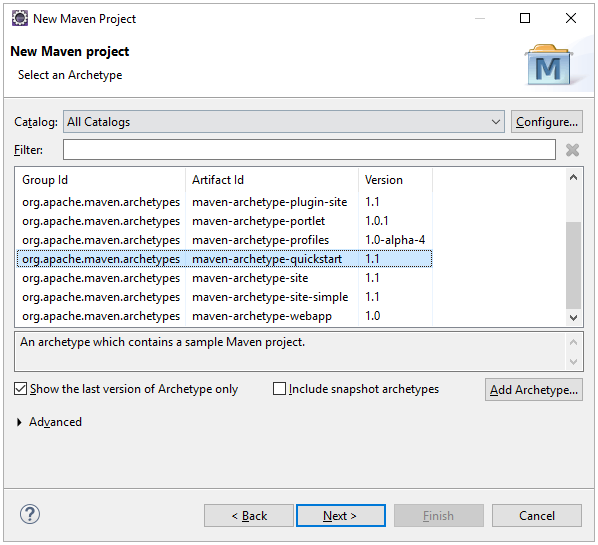 New Maven Project
New Maven project
Select an Archetype
M
Catalog: All Catalogs Configure...
Filter:
Group Id Artifact Id Version
org.apache.maven.archetypes maven-archetype-plugin-site 1.1
org.apache.maven.archetypes maven-archetype-portlet 1.0.1
org.apache.maven.archetypes maven-archetype-profiles 1.0-alpha-4
org.apache.maven.archetypes maven-archetype-quickstart 1.1
org.apache.maven.archetypes maven-archetype-site 1.1
org.apache.maven.archetypes maven-archetype-site-simple 1.1
org.apache.maven.archetypes maven-archetype-webapp 1.0
An archetype which contains a sample Maven project.
Show the last version of Archetype only Include snapshot archetypes Add Archetype...
Advanced
? < Back Next > Finish Cancel